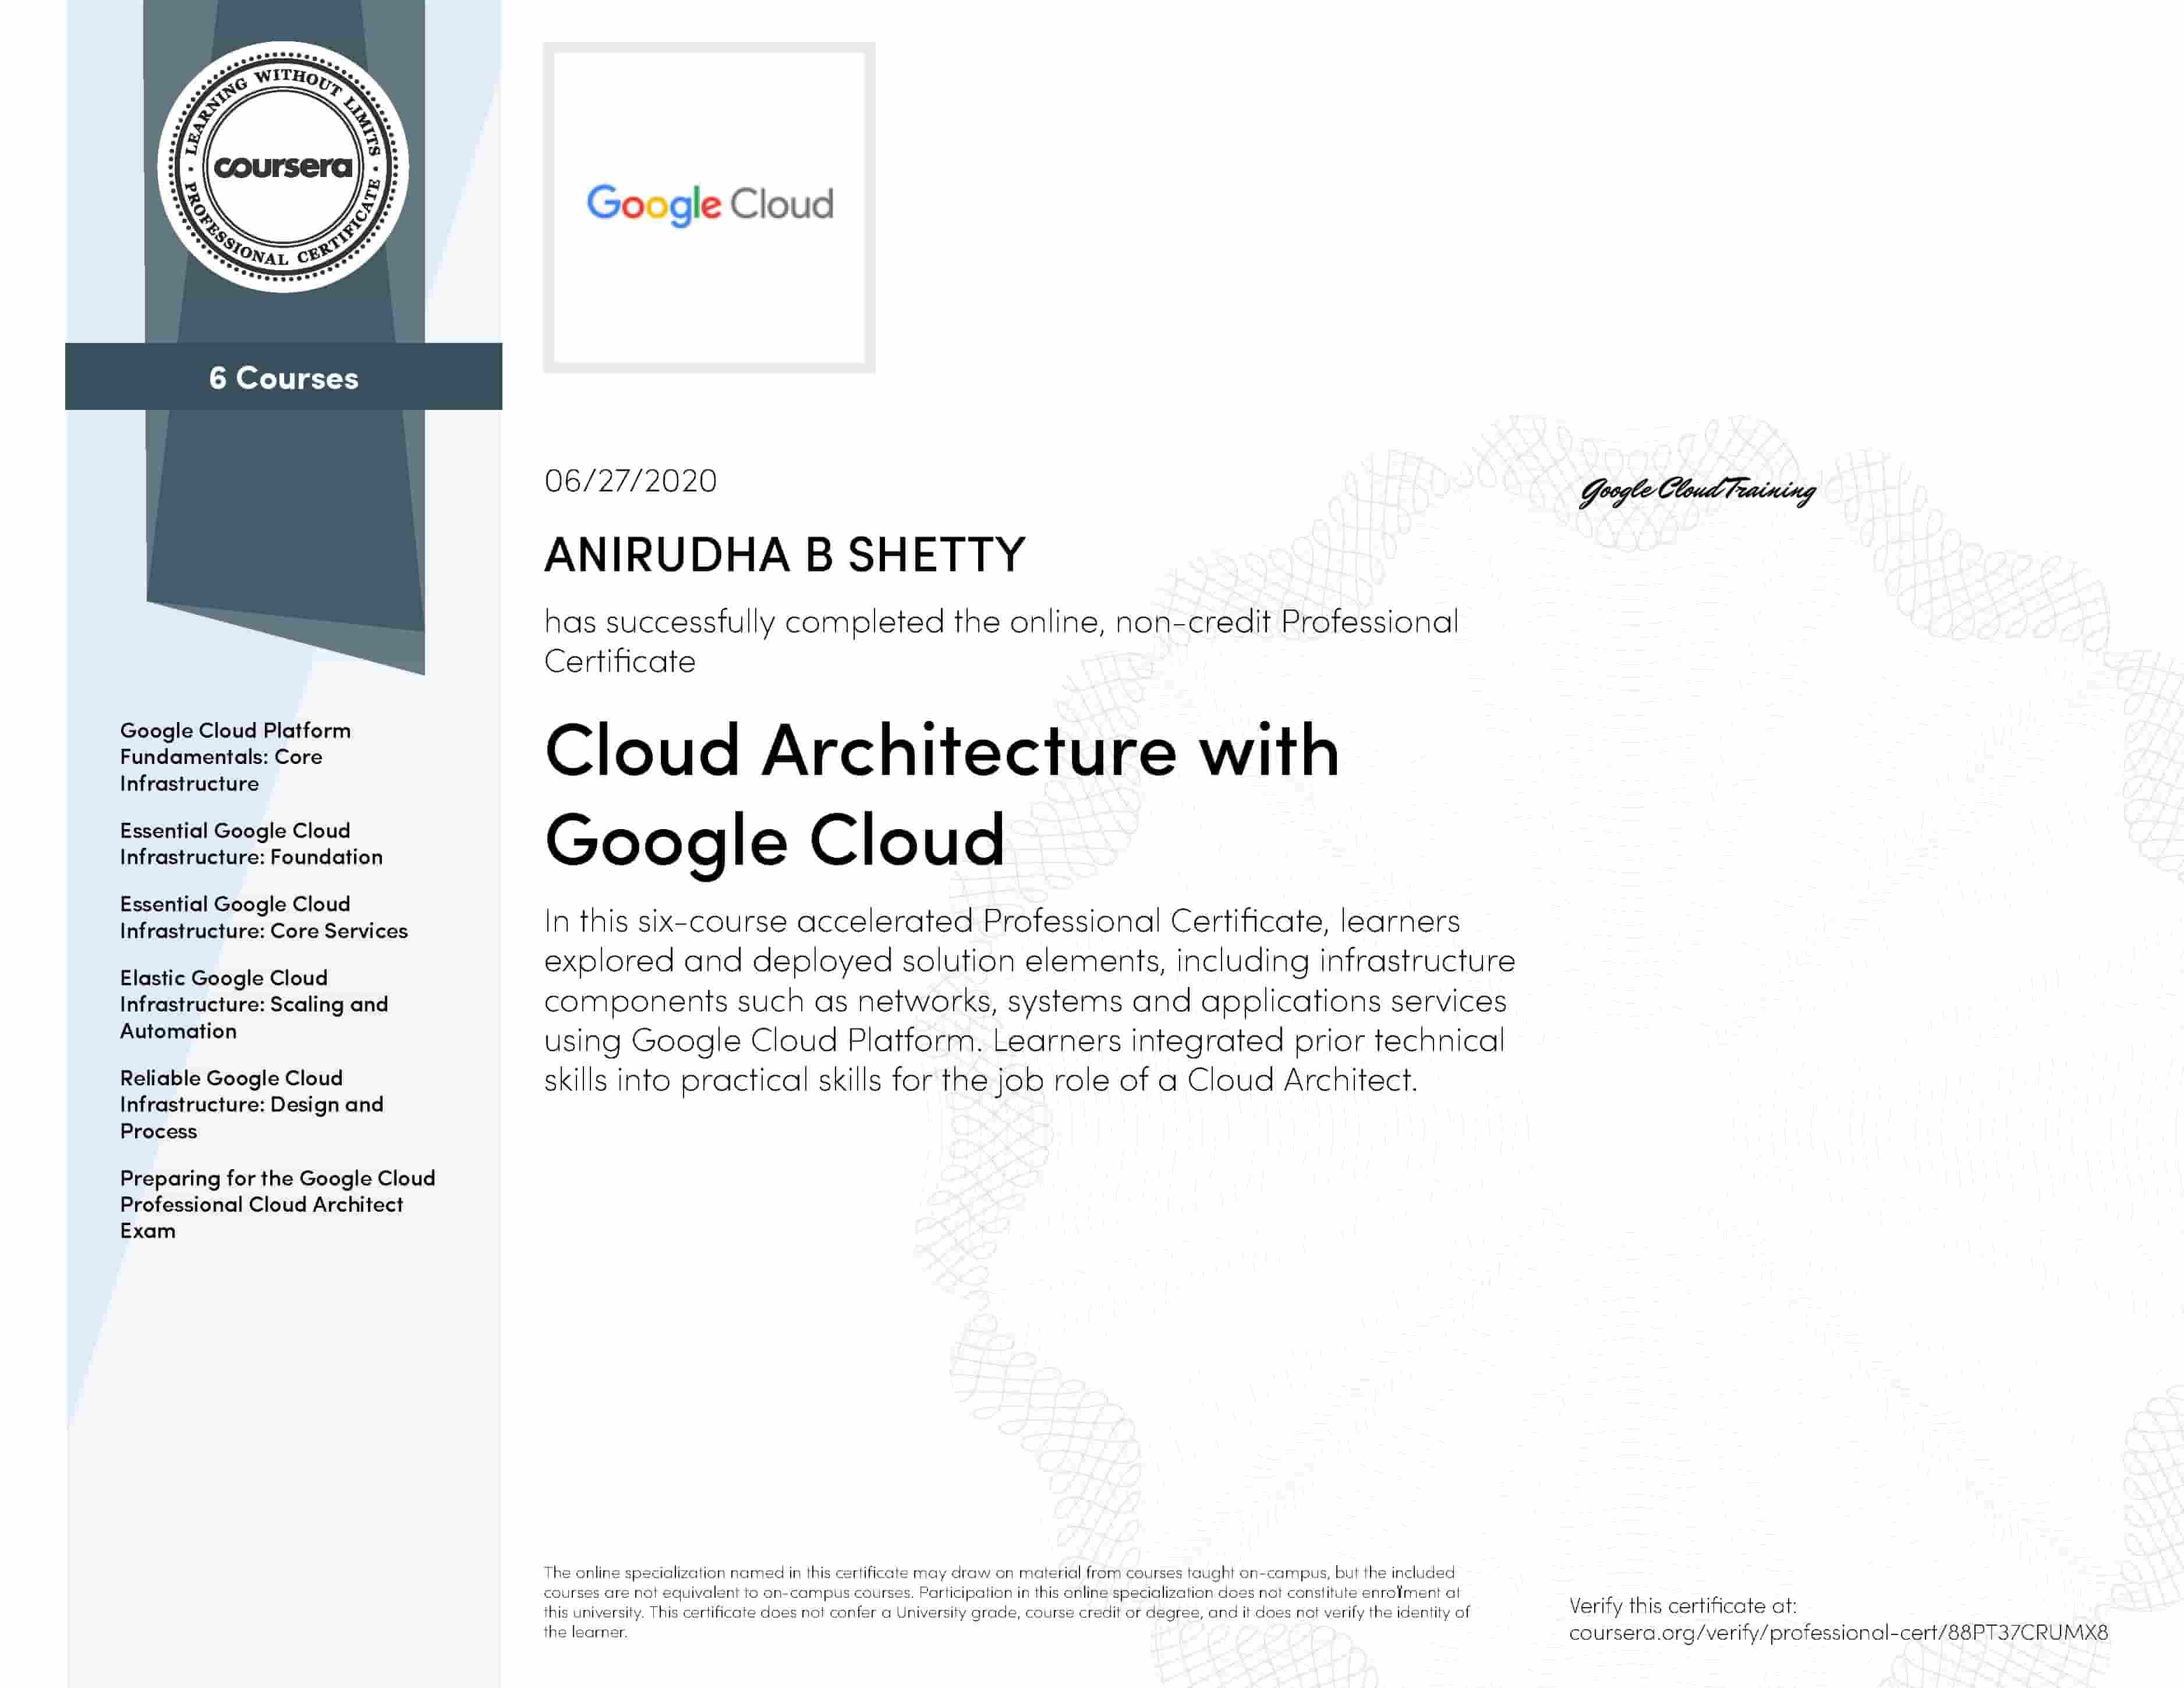 LEARNING WITHOUT LIMITS
coursera
PROFESSIONAL CERTIFICATE
6 Courses
Google Cloud Platform
Fundamentals: Core
Infrastructure
Essential Google Cloud
Infrastructure: Foundation
Essential Google Cloud
Infrastructure: Core Services
Elastic Google Cloud
Infrastructure: Scaling and
Automation
Reliable Google Cloud
Infrastructure: Design and
Process
Preparing for the Google Cloud
Professional Cloud Architect
Exam
Google Cloud
06/27/2020
ANIRUDHA B SHETTY
has successfully completed the online, non-credit Professional
Certificate
Cloud Architecture with
Google Cloud
In this six-course accelerated Professional Certificate, learners
explored and deployed solution elements, including infrastructure
components such as networks, systems and applications services
using Google Cloud Platform. Learners integrated prior technical
skills into practical skills for the job role of a Cloud Architect.
Google Cloud Training
The online specialization named in this certificate may draw on material from courses taught on-campus, but the included
courses are not equivalent to on-campus courses. Participation in this online specialization does not constitute enrollment at
this university. This certificate does not confer a University grade, course credit or degree, and it does not verify the identity of
the learner.
Verify this certificate at:
coursera.org/verify/professional-cert/88PT37CRUMX8